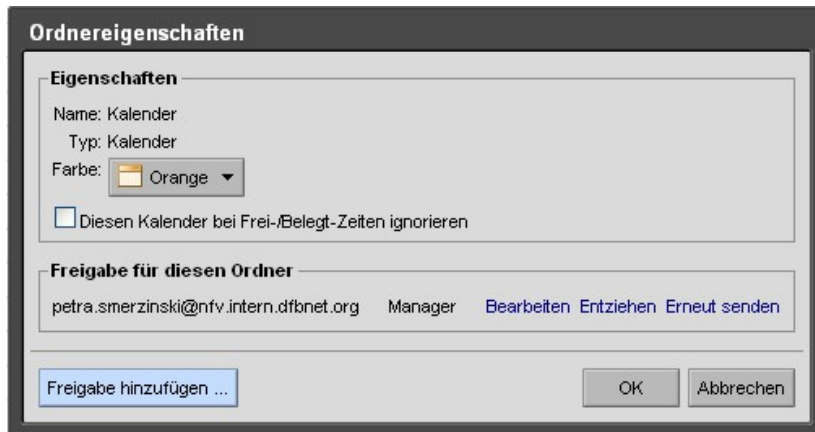 Ordnereigenschaften
Eigenschaften
Name: Kalender
Typ: Kalender
Farbe: Orange
Diesen Kalender bei Frei-/Belegt-Zeiten ignorieren
Freigabe für diesen Ordner
petra.smerzinski@nfv.intern.dfbnet.org Manager Bearbeiten Entziehen Erneut senden
Freigabe hinzufügen ... OK Abbrechen